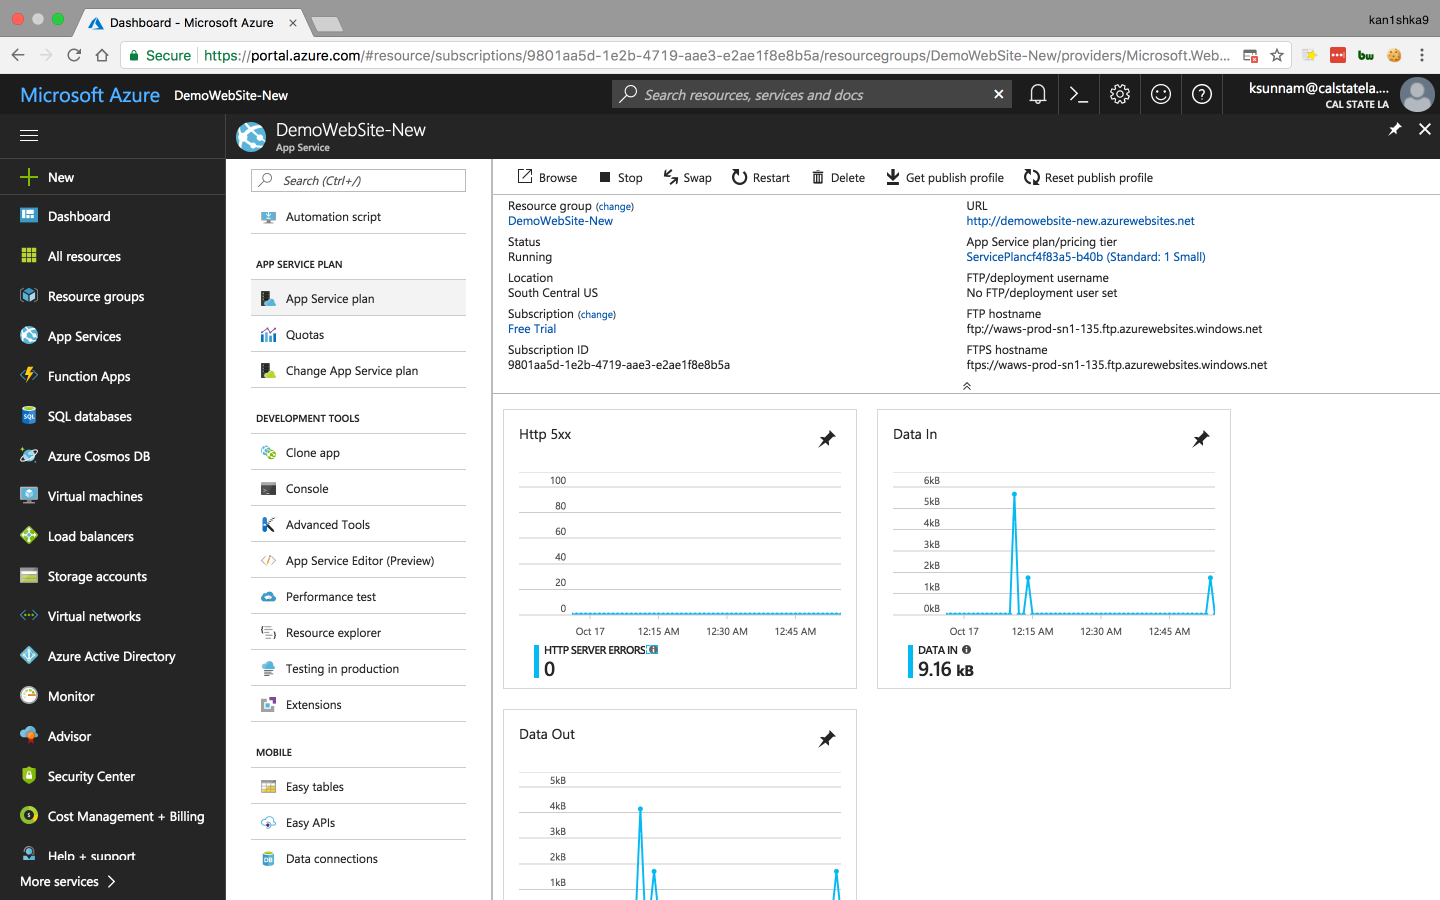 Dashboard - Microsoft Azure
kan1shka9
Secure https://portal.azure.com/#resource/subscriptions/9801aa5d-1e2b-4719-aae3-e2ae1f8e8b5a/resourcegroups/DemoWebSite-New/providers/Microsoft.Web...
bw
Microsoft Azure DemoWebSite-New
Search resources, services and docs
ksunnam@calstatela....
CAL STATE LA
DemoWebSite-New
App Service
New
Dashboard
All resources
Resource groups
App Services
Function Apps
SQL databases
Azure Cosmos DB
Virtual machines
Load balancers
Storage accounts
Virtual networks
Azure Active Directory
Monitor
Advisor
Security Center
Cost Management + Billing
Help + support
More services
Search (Ctrl+/)
Automation script
APP SERVICE PLAN
App Service plan
Quotas
Change App Service plan
DEVELOPMENT TOOLS
Clone app
Console
Advanced Tools
App Service Editor (Preview)
Performance test
Resource explorer
Testing in production
Extensions
MOBILE
Easy tables
Easy APIs
Data connections
Browse Stop Swap Restart Delete Get publish profile Reset publish profile
Resource group (change)
DemoWebSite-New
Status
Running
Location
South Central US
Subscription (change)
Free Trial
Subscription ID
9801aa5d-1e2b-4719-aae3-e2ae1f8e8b5a
URL
http://demowebsite-new.azurewebsites.net
App Service plan/pricing tier
ServicePlancf4f83a5-b40b (Standard: 1 Small)
FTP/deployment username
No FTP/deployment user set
FTP hostname
ftp://waws-prod-sn1-135.ftp.azurewebsites.windows.net
FTPS hostname
ftps://waws-prod-sn1-135.ftp.azurewebsites.windows.net
Http 5xx
100
80
60
40
20
0
Oct 17 12:15 AM 12:30 AM 12:45 AM
HTTP SERVER ERRORS
0
Data In
6kB
5kB
4kB
3kB
2kB
1kB
0kB
Oct 17 12:15 AM 12:30 AM 12:45 AM
DATA IN
9.16 kB
Data Out
5kB
4kB
3kB
2kB
1kB